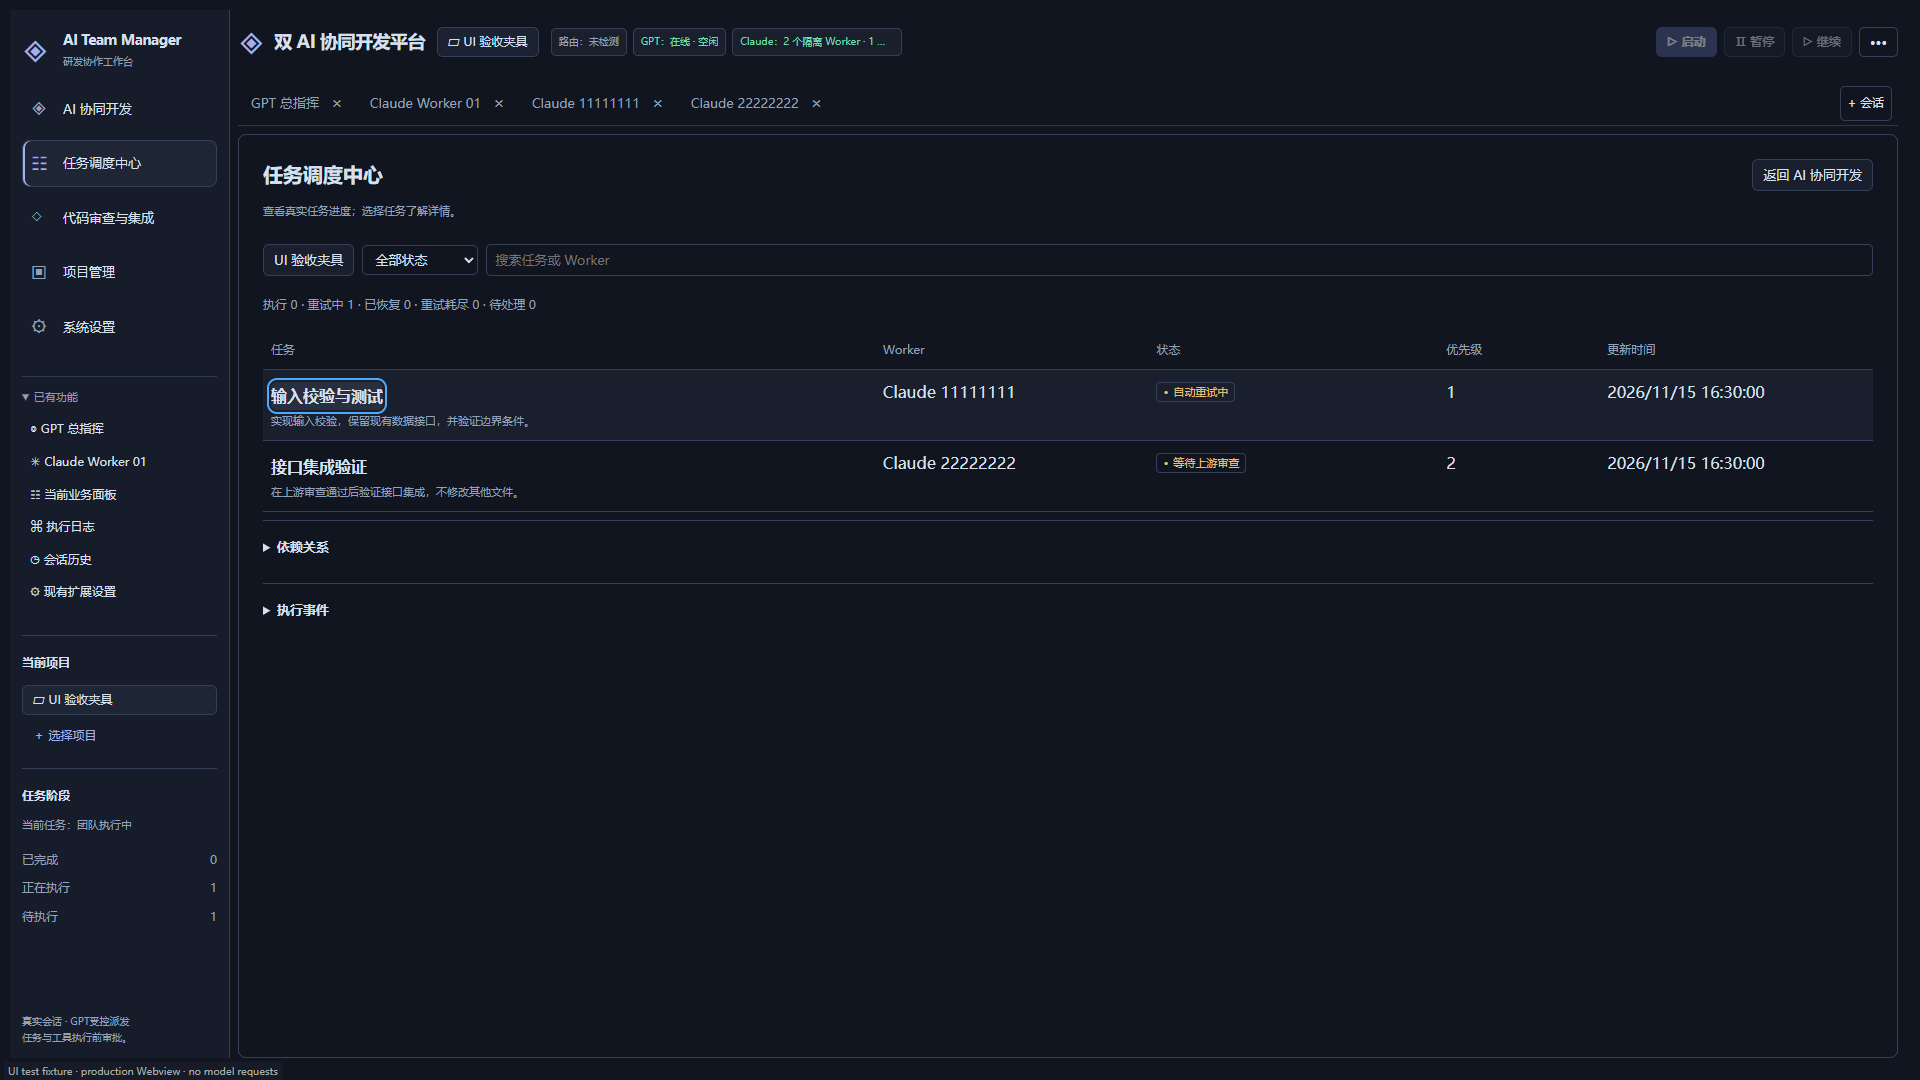 AI Team Manager
研发协作工作台
AI 协同开发
任务调度中心
代码审查与集成
项目管理
系统设置
已有功能
GPT 总指挥
Claude Worker 01
当前业务面板
执行日志
会话历史
现有扩展设置
当前项目
UI 验收夹具
+ 选择项目
任务阶段
当前任务：团队执行中
已完成 0
正在执行 1
待执行 1
真实会话 · GPT受控派发
任务与工具执行前审批。
双 AI 协同开发平台
UI 验收夹具
路由：未检测
GPT：在线 · 空闲
Claude：2 个隔离 Worker · 1 ...
启动
暂停
继续
GPT 总指挥 ×
Claude Worker 01 ×
Claude 11111111 ×
Claude 22222222 ×
+ 会话
任务调度中心
返回 AI 协同开发
查看真实任务进度；选择任务了解详情。
UI 验收夹具
全部状态
搜索任务或 Worker
执行 0 · 重试中 1 · 已恢复 0 · 重试耗尽 0 · 待处理 0
任务 Worker 状态 优先级 更新时间
输入校验与测试 Claude 11111111 • 自动重试中 1 2026/11/15 16:30:00
实现输入校验，保留现有数据接口，并验证边界条件。
接口集成验证 Claude 22222222 • 等待上游审查 2 2026/11/15 16:30:00
在上游审查通过后验证接口集成，不修改其他文件。
依赖关系
执行事件
UI test fixture · production Webview · no model requests